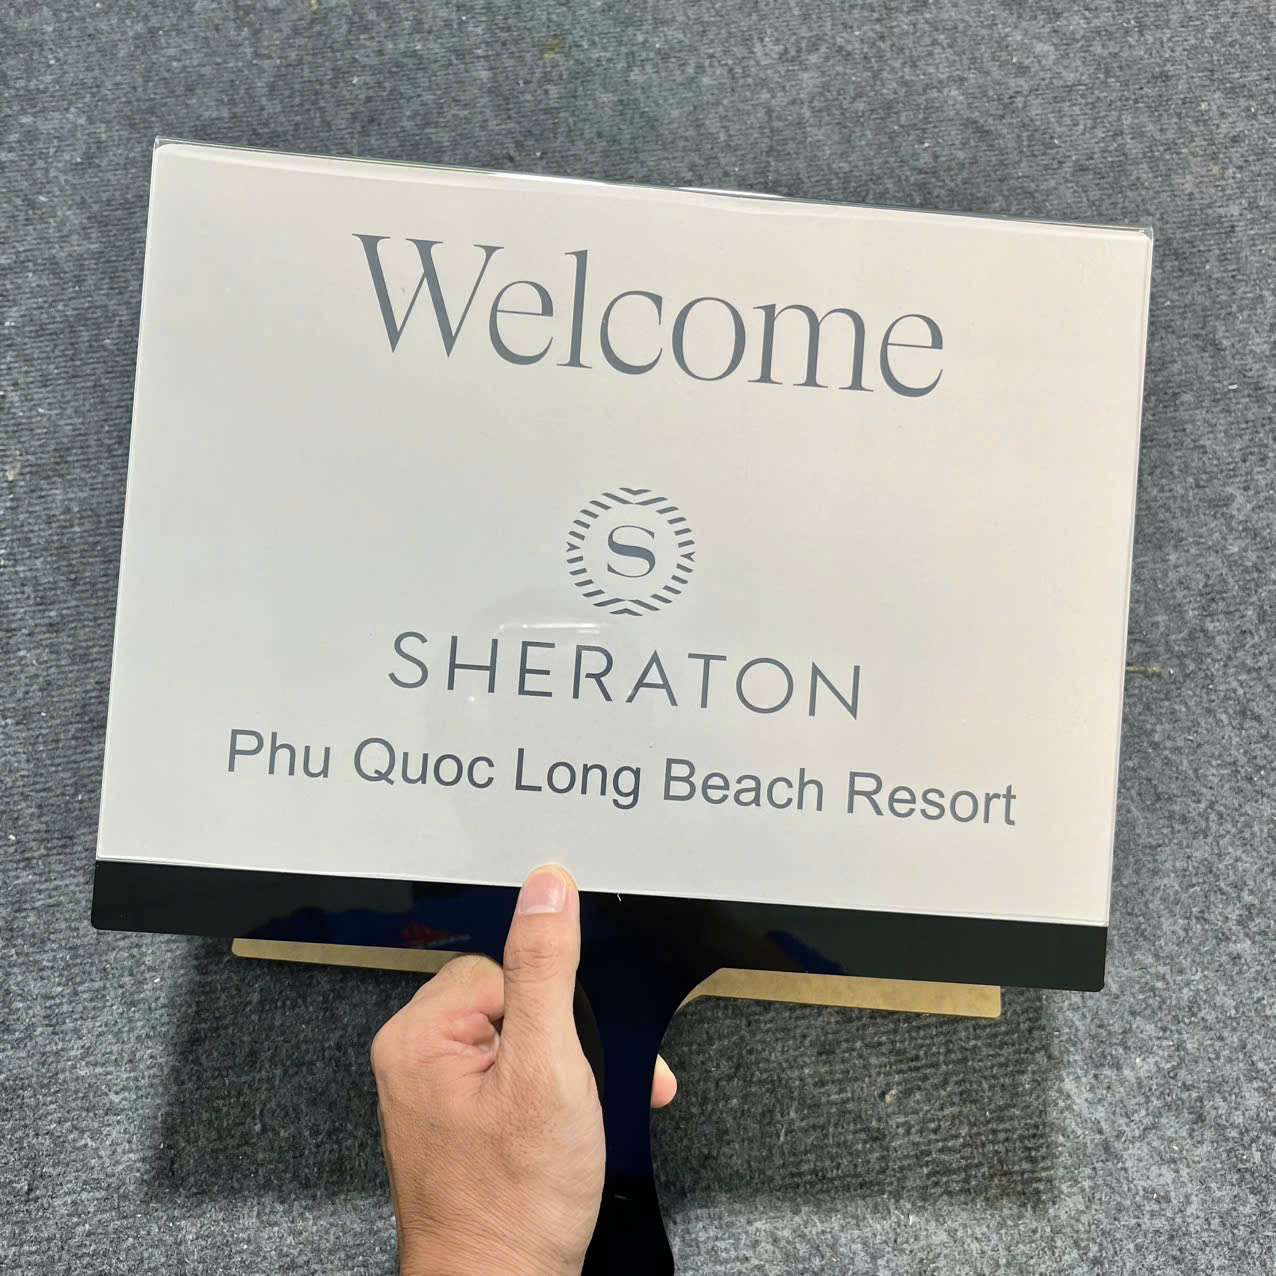 Welcome
S
SHERATON
Phu Quoc Long Beach Resort